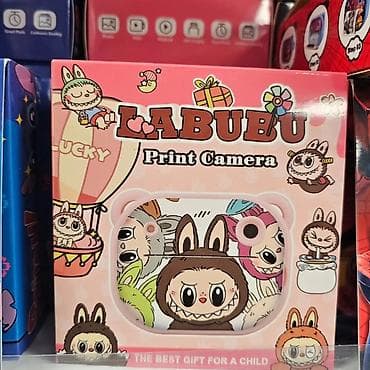 LABUBU
Print Camera
LUCKY
THE BEST GIFT FOR A CHILD